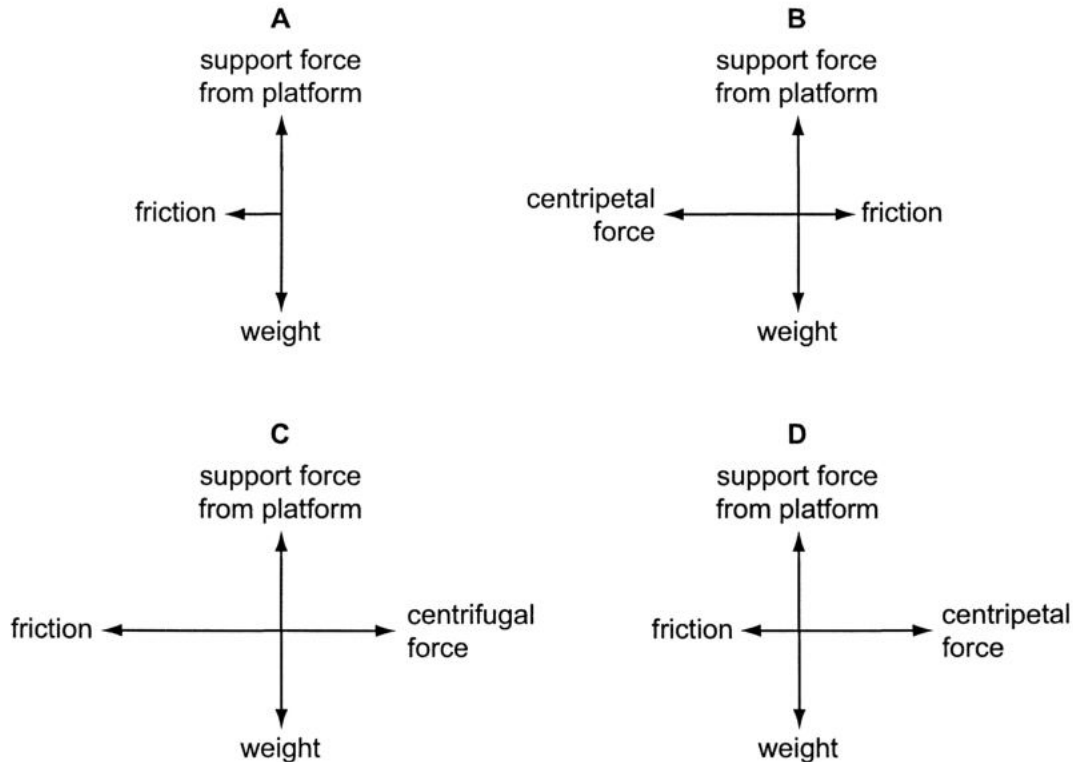 A
support force
from platform
friction
weight
B
support force
from platform
centripetal
force
friction
weight
C
support force
from platform
friction
centrifugal
force
weight
D
support force
from platform
friction
centripetal
force
weight